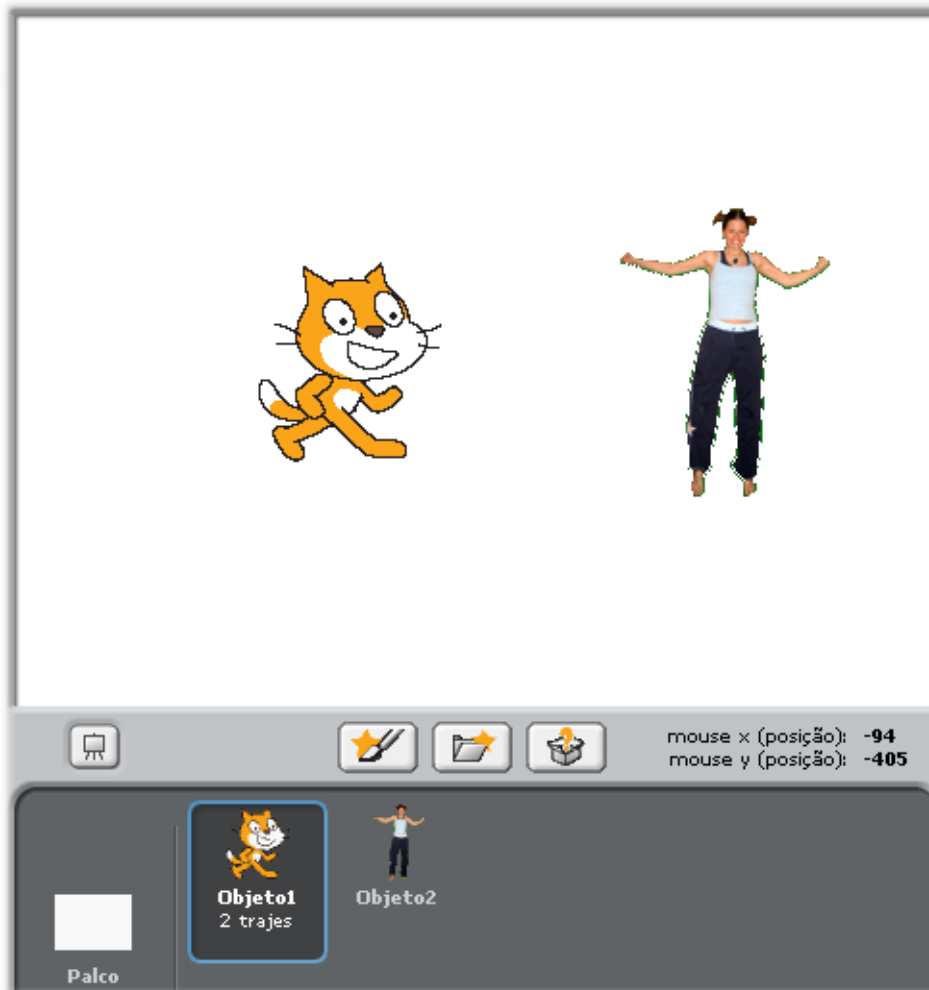 mouse x (posição): -94
mouse y (posição): -405
Objeto1
2 trajes
Objeto2
Palco